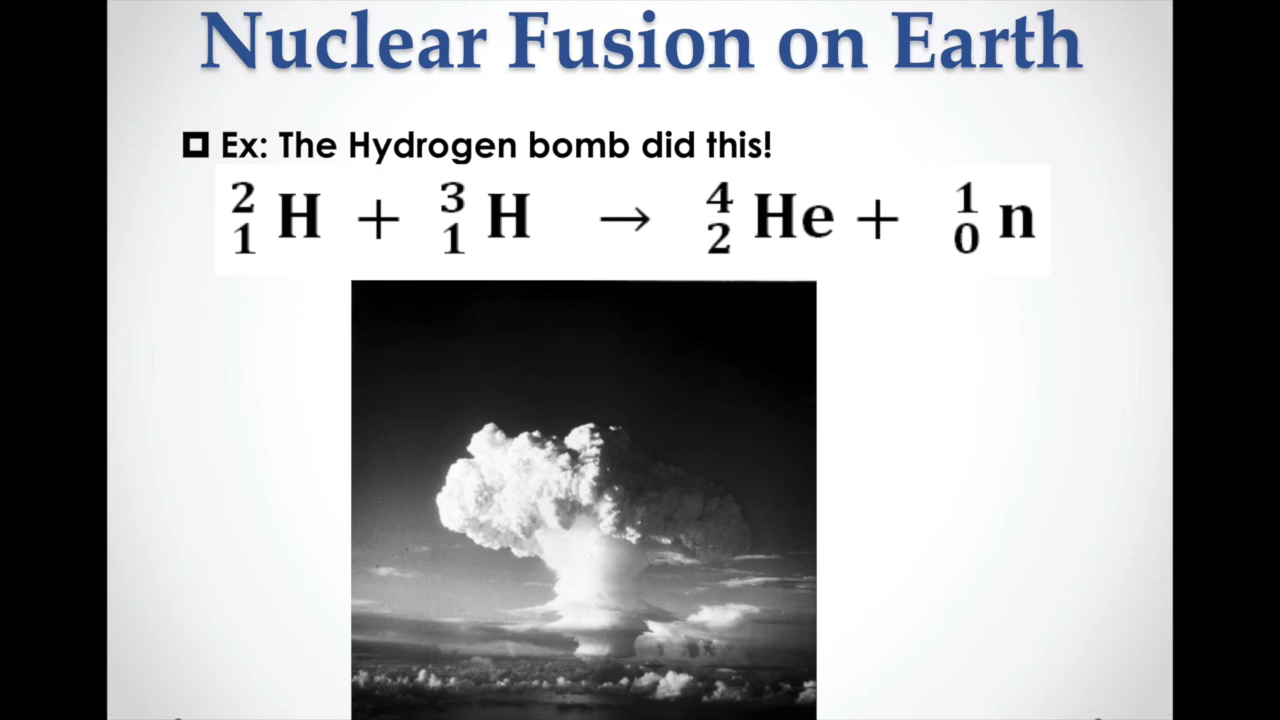 Nuclear Fusion on Earth
Ex: The Hydrogen bomb did this!
²₁H + ³₁H → ⁴₂He + ¹₀n